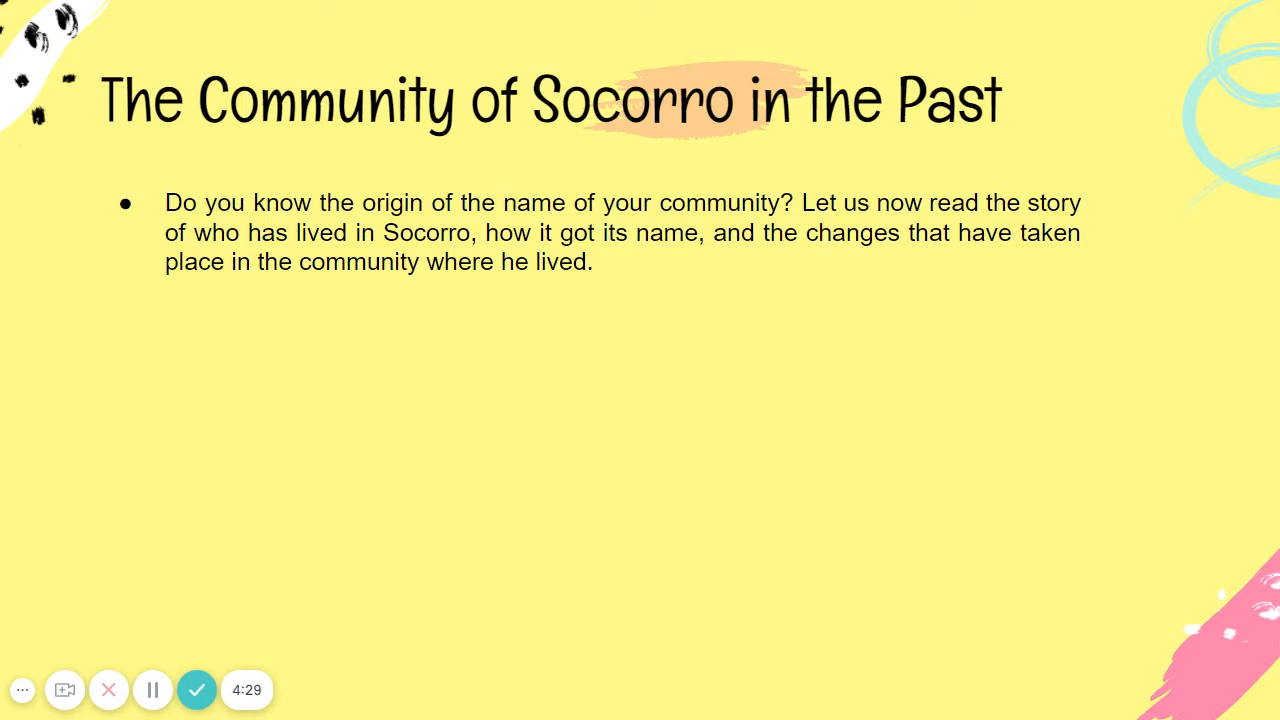 The Community of Socorro in the Past
● Do you know the origin of the name of your community? Let us now read the story
of who has lived in Socorro, how it got its name, and the changes that have taken
place in the community where he lived.
4:29